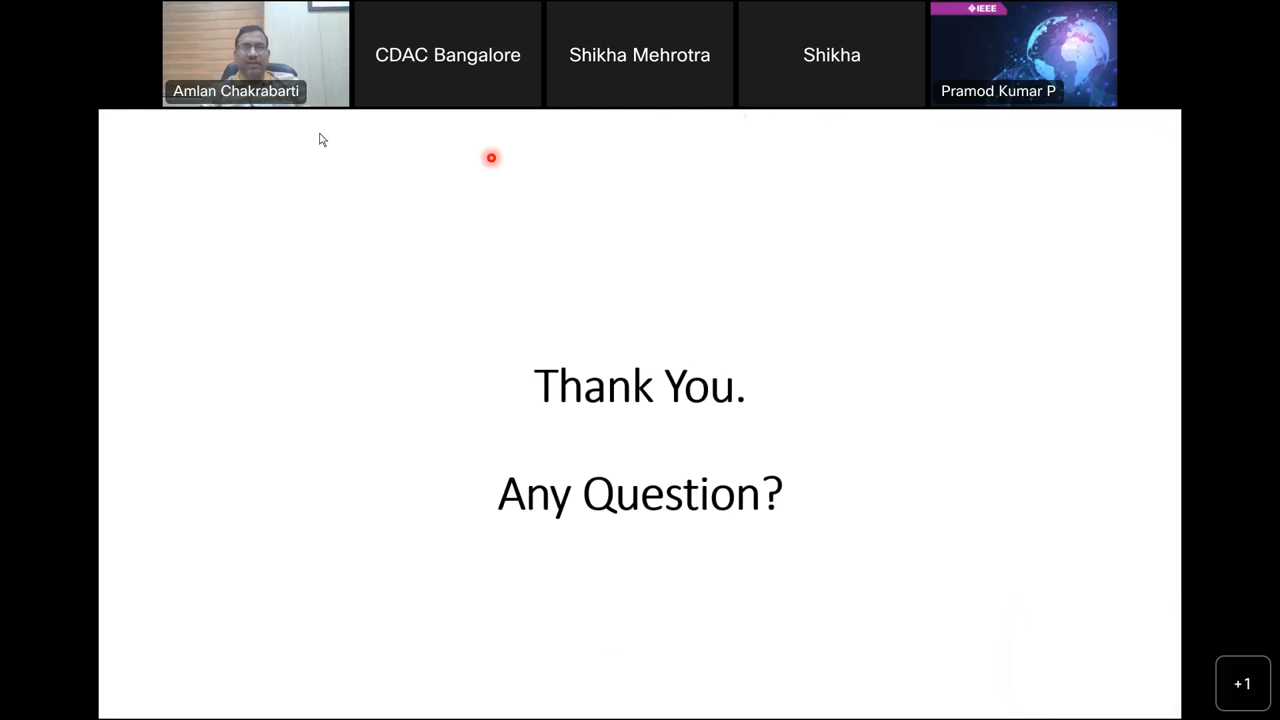 IEEE
CDAC Bangalore
Shikha Mehrotra
Shikha
Amlan Chakrabarti
Pramod Kumar P
Thank You.
Any Question?
+1